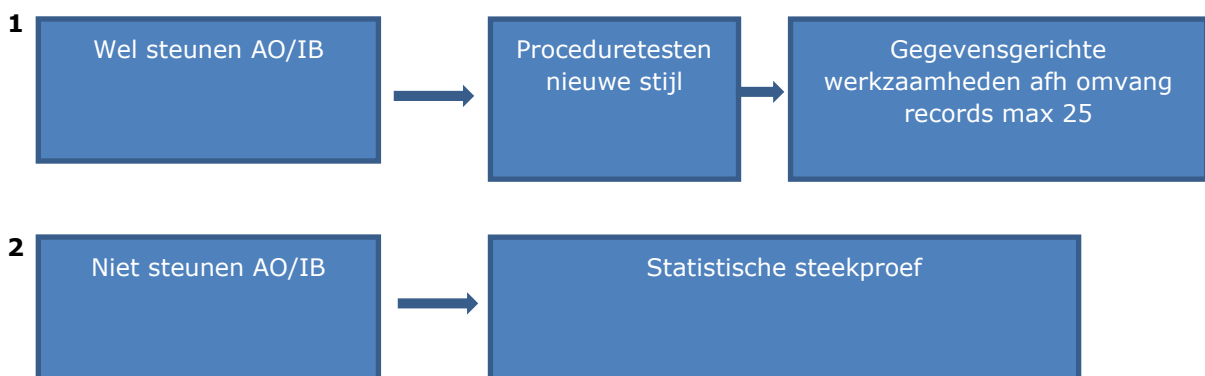 1
Wel steunen AO/IB
Proceduretesten
nieuwe stijl
Gegevensgerichte
werkzaamheden afh omvang
records max 25
2
Niet steunen AO/IB
Statistische steekproef